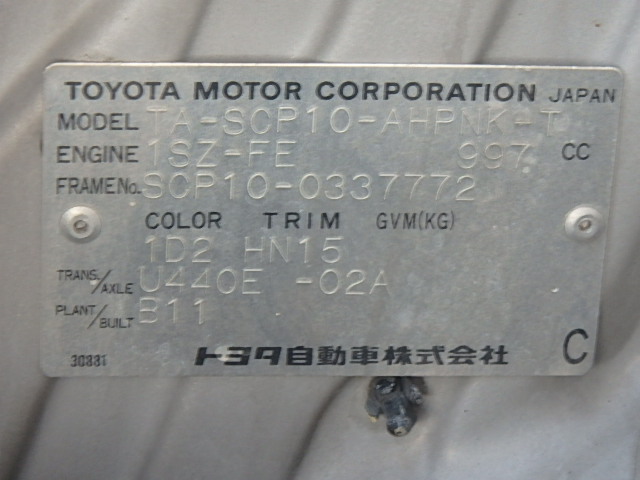 TOYOTA MOTOR CORPORATION JAPAN
MODEL TA-SCP10-AHPNK-T
ENGINE 1SZ-FE 997 CC
FRAME No. SCP10-0337772
COLOR TRIM GVM(KG)
1D2 HN15
TRANS./AXLE U440E -02A
PLANT/BUILT B11
30881 トヨタ自動車株式会社 C